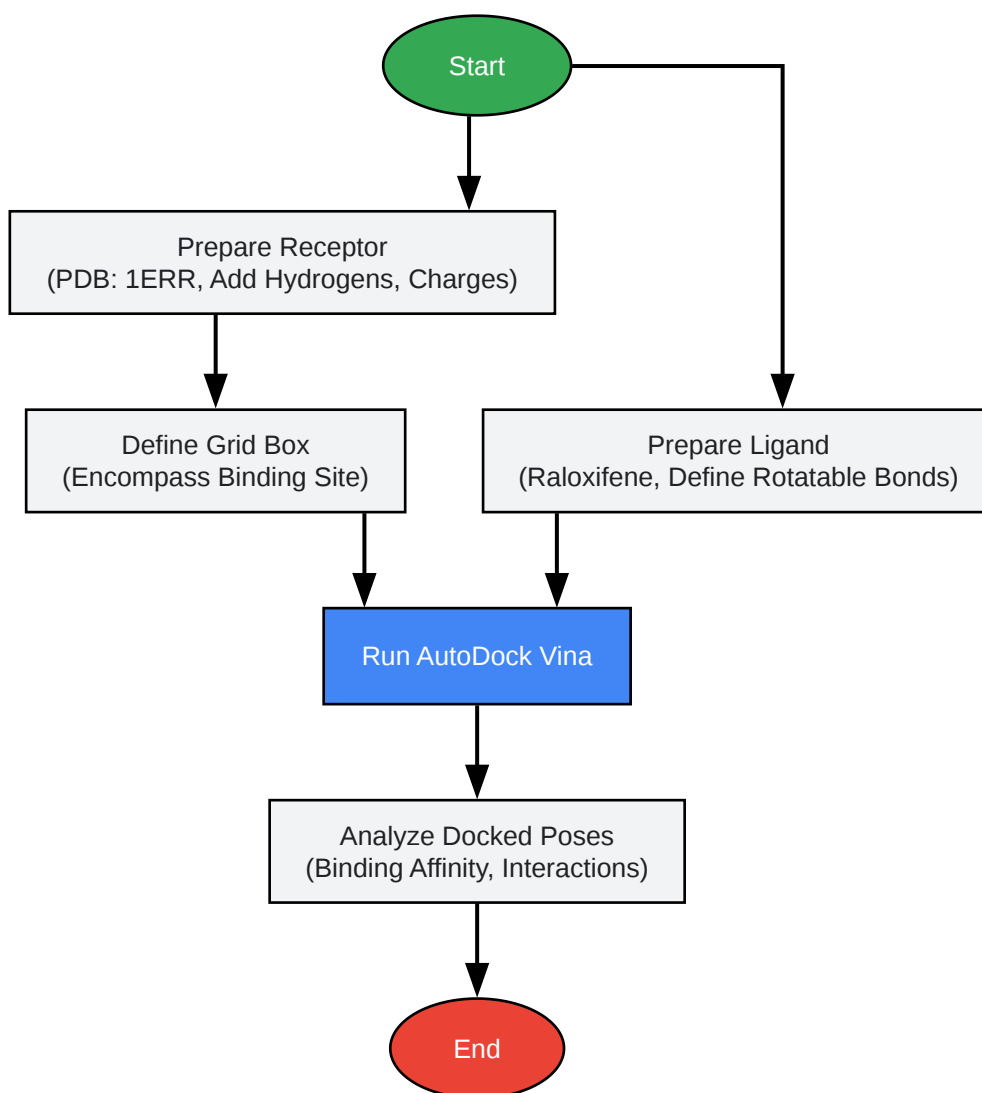 Start
Prepare Receptor
(PDB: 1ERR, Add Hydrogens, Charges)
Define Grid Box
(Encompass Binding Site)
Prepare Ligand
(Raloxifene, Define Rotatable Bonds)
Run AutoDock Vina
Analyze Docked Poses
(Binding Affinity, Interactions)
End